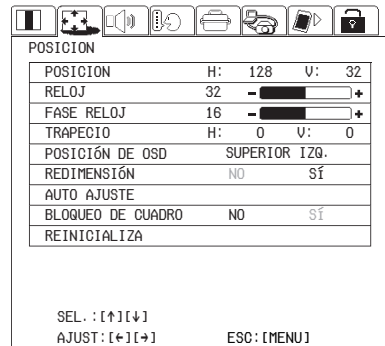 POSICION
POSICION H: 128 V: 32
RELOJ 32 - +
FASE RELOJ 16 - +
TRAPECIO H: 0 V: 0
POSICIÓN DE OSD SUPERIOR IZQ.
REDIMENSIÓN NO SÍ
AUTO AJUSTE
BLOQUEO DE CUADRO NO SÍ
REINICIALIZA
SEL.:[↑][↓]
AJUST:[←][→] ESC:[MENU]